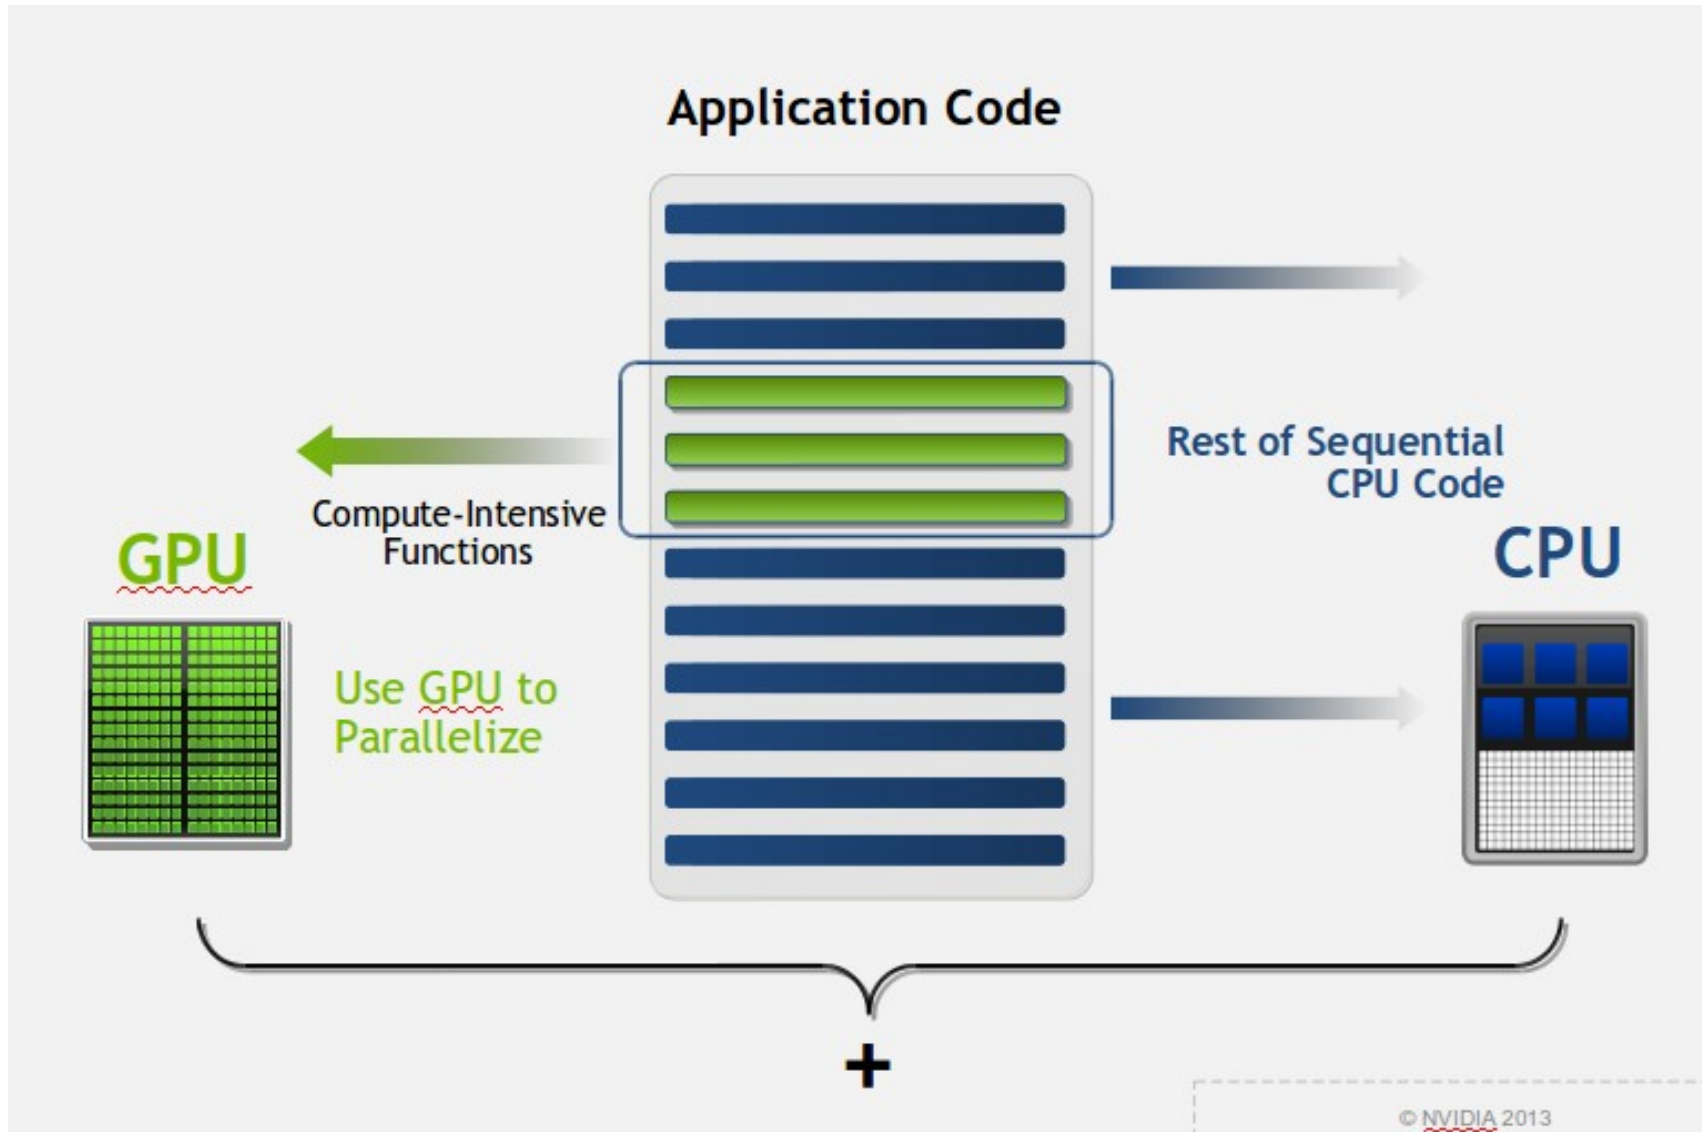 Application Code
Rest of Sequential
CPU Code
Compute-Intensive
Functions
GPU
CPU
Use GPU to
Parallelize
+
© NVIDIA 2013